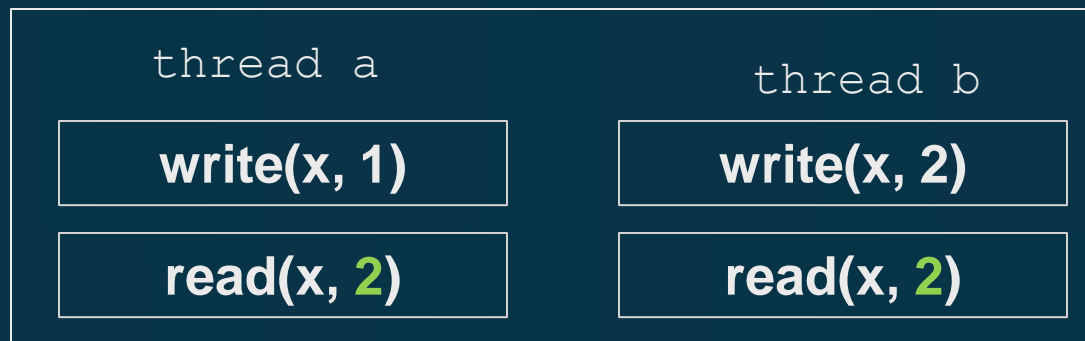 thread a
thread b
write(x, 1)
write(x, 2)
read(x, 2)
read(x, 2)